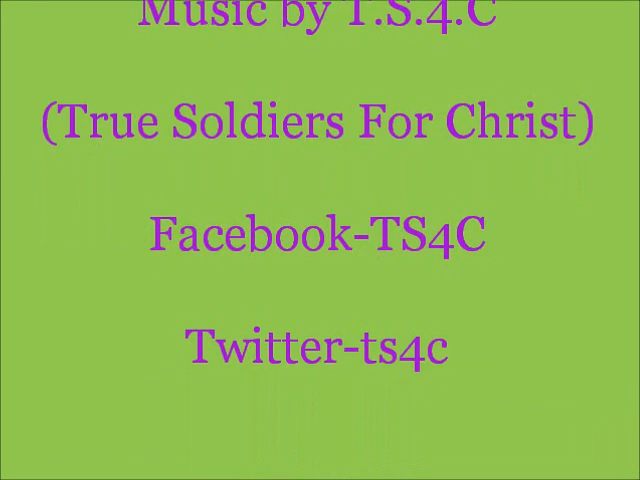 Music by T.S.4.C
(True Soldiers For Christ)
Facebook-TS4C
Twitter-ts4c